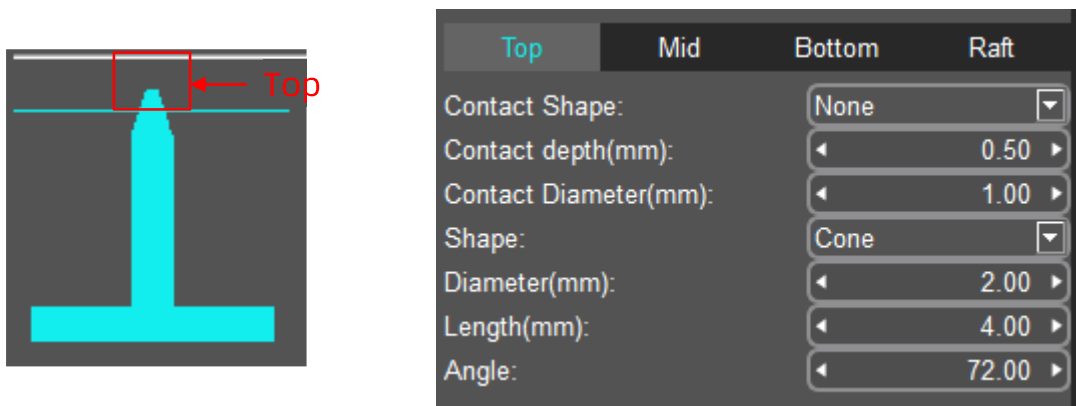 Top
Top Mid Bottom Raft
Contact Shape: None
Contact depth(mm): 0.50
Contact Diameter(mm): 1.00
Shape: Cone
Diameter(mm): 2.00
Length(mm): 4.00
Angle: 72.00